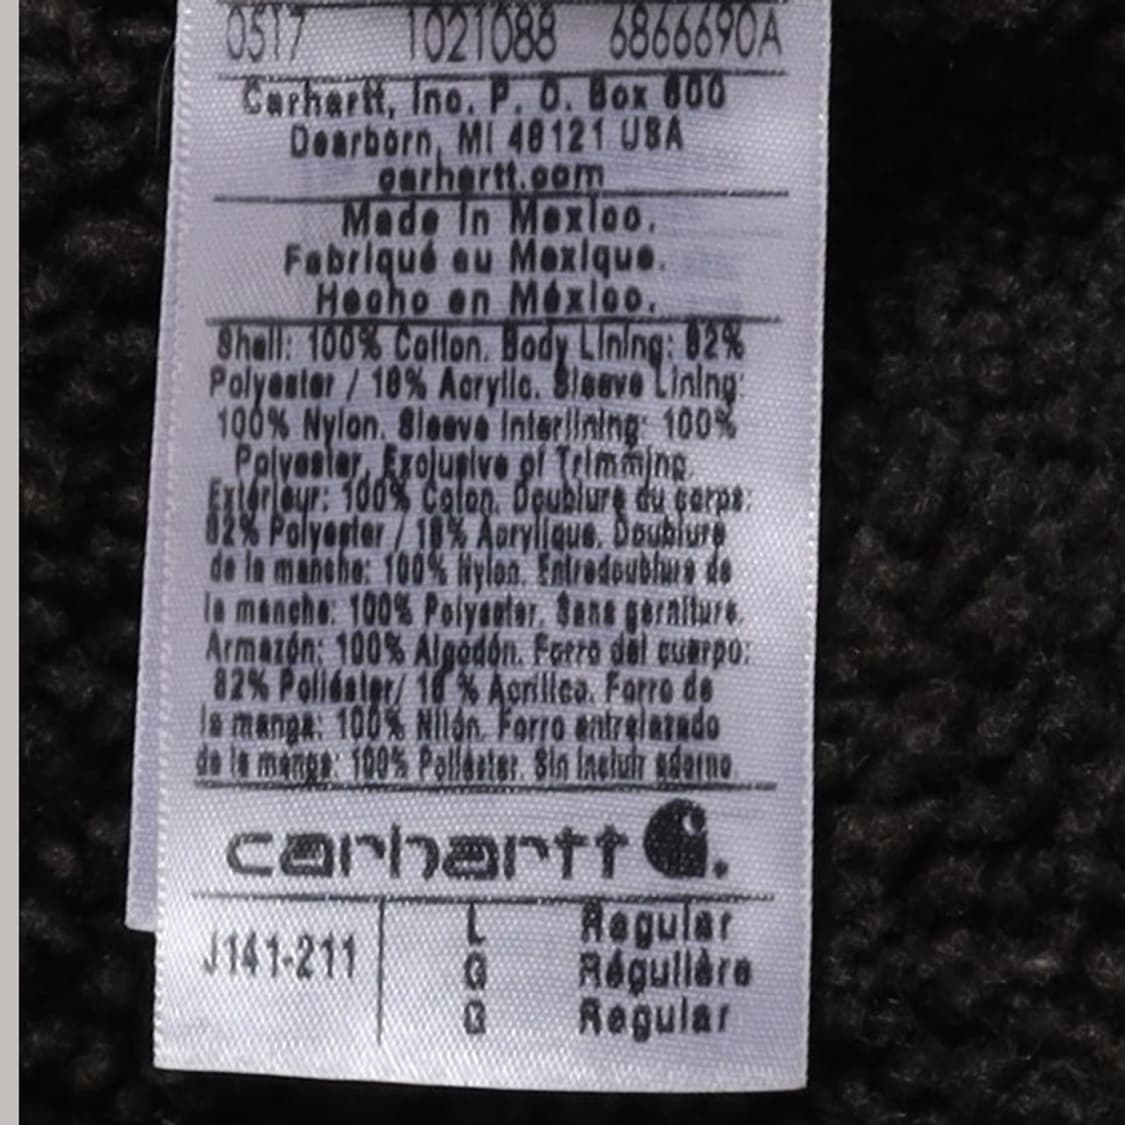 0517 1021088 6866690A
Carhartt, Inc. P. O. Box 600
Dearborn, MI 48121 USA
carhartt.com
Made in Mexico.
Fabriqué au Mexique.
Hecho en México.
Shell: 100% Cotton. Body Lining: 82%
Polyester / 18% Acrylic. Sleeve Lining:
100% Nylon. Sleeve Interlining: 100%
Polyester, Exclusive of Trimming.
Extérieur: 100% Coton. Doublure du corps:
82% Polyester / 18% Acrylique. Doublure
de la manche: 100% Nylon. Entredoublure de
la manche: 100% Polyester. Sans garniture.
Armazón: 100% Algodón. Forro del cuerpo:
82% Poliéster/ 18 % Acrílica. Forro de
la manga: 100% Nilón. Forro entrelazado
de la manga: 100% Poliéster. Sin incluir adorno
carhartt
J141-211
L Regular
G Régulière
G Regular